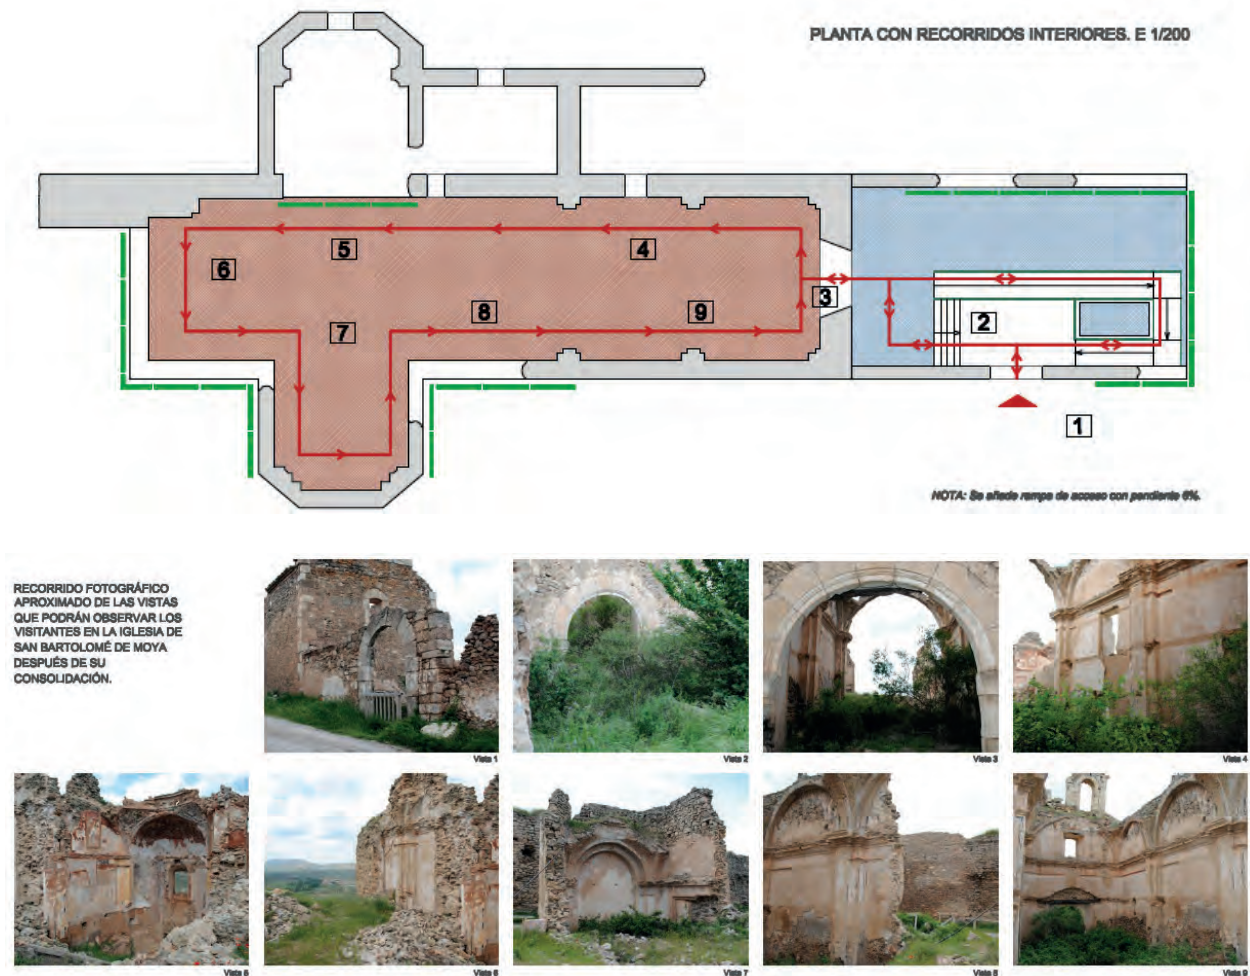 PLANTA CON RECORRIDOS INTERIORES. E 1/200
5
4
6
3
8
9
2
7
1
NOTA: Se añade rampa de acceso con pendiente 6%.
RECORRIDO FOTOGRÁFICO
APROXIMADO DE LAS VISTAS
QUE PODRÁN OBSERVAR LOS
VISITANTES EN LA IGLESIA DE
SAN BARTOLOMÉ DE MOYA
DESPUÉS DE SU
CONSOLIDACIÓN.
Vista 1
Vista 2
Vista 3
Vista 4
Vista 5
Vista 6
Vista 7
Vista 8
Vista 9